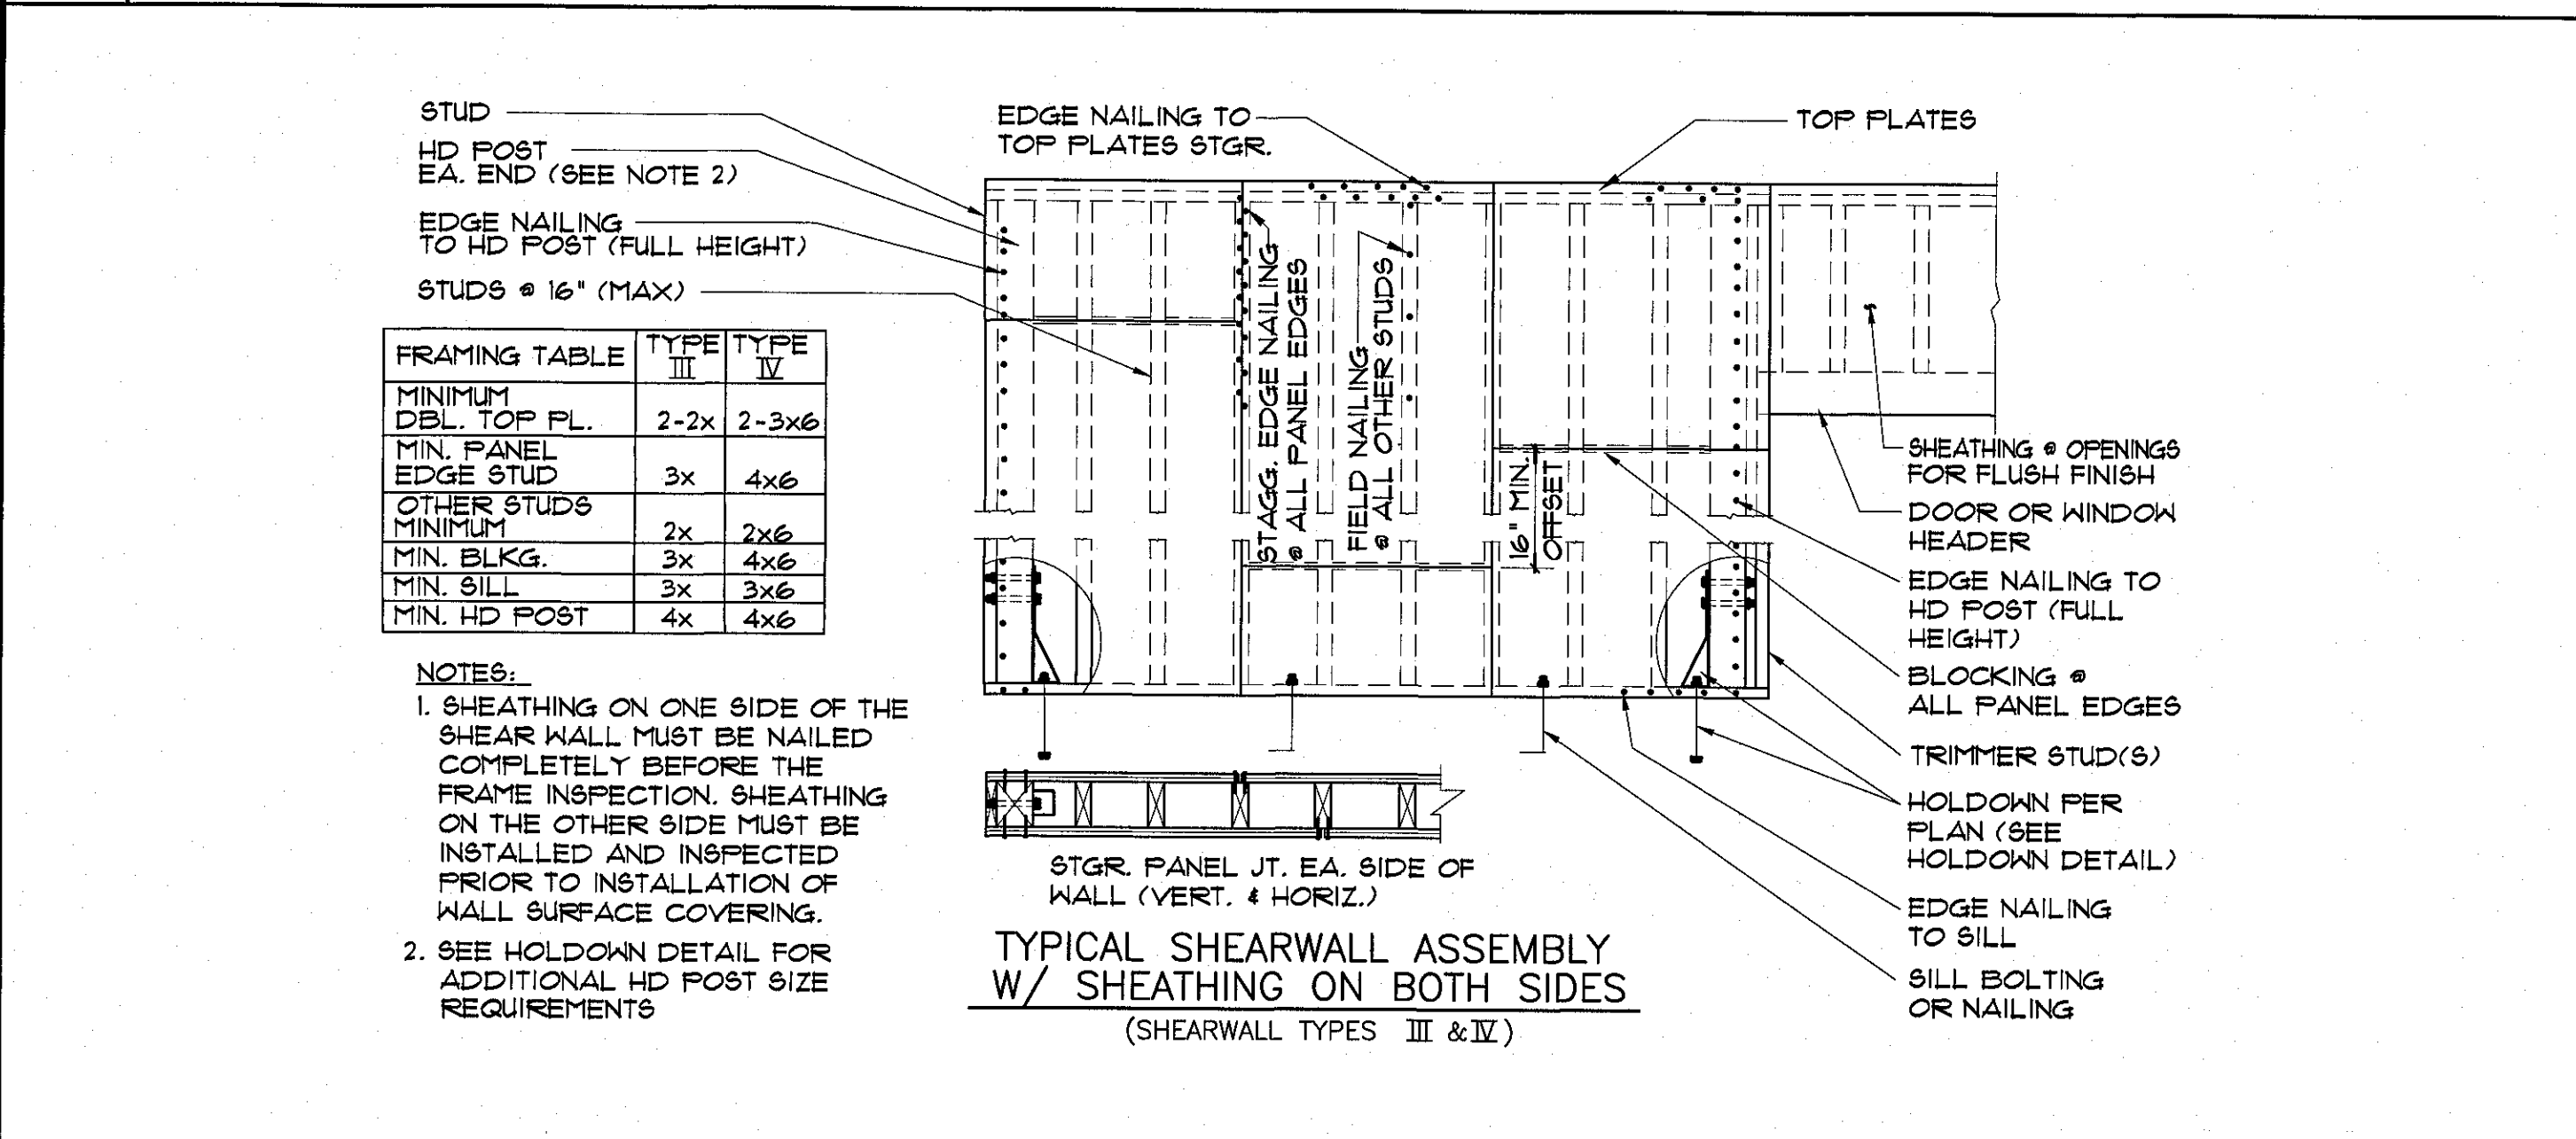 STUD
HD POST
EA. END (SEE NOTE 2)
EDGE NAILING
TO HD POST (FULL HEIGHT)
STUDS @ 16" (MAX)
EDGE NAILING TO
TOP PLATES STGR.
TOP PLATES
FRAMING TABLE TYPE III TYPE IV
MINIMUM
DBL. TOP PL. 2-2x 2-3x6
MIN. PANEL
EDGE STUD 3x 4x6
OTHER STUDS
MINIMUM 2x 2x6
MIN. BLKG. 3x 4x6
MIN. SILL 3x 3x6
MIN. HD POST 4x 4x6
NOTES:
1. SHEATHING ON ONE SIDE OF THE
SHEAR WALL MUST BE NAILED
COMPLETELY BEFORE THE
FRAME INSPECTION. SHEATHING
ON THE OTHER SIDE MUST BE
INSTALLED AND INSPECTED
PRIOR TO INSTALLATION OF
WALL SURFACE COVERING.
2. SEE HOLDOWN DETAIL FOR
ADDITIONAL HD POST SIZE
REQUIREMENTS
STAGG. EDGE NAILING
@ ALL PANEL EDGES
FIELD NAILING
@ ALL OTHER STUDS
16" MIN.
OFFSET
SHEATHING @ OPENINGS
FOR FLUSH FINISH
DOOR OR WINDOW
HEADER
EDGE NAILING TO
HD POST (FULL
HEIGHT)
BLOCKING @
ALL PANEL EDGES
TRIMMER STUD(S)
HOLDOWN PER
PLAN (SEE
HOLDOWN DETAIL)
EDGE NAILING
TO SILL
SILL BOLTING
OR NAILING
STGR. PANEL JT. EA. SIDE OF
WALL (VERT. & HORIZ.)
TYPICAL SHEARWALL ASSEMBLY
W/ SHEATHING ON BOTH SIDES
(SHEARWALL TYPES III & IV)